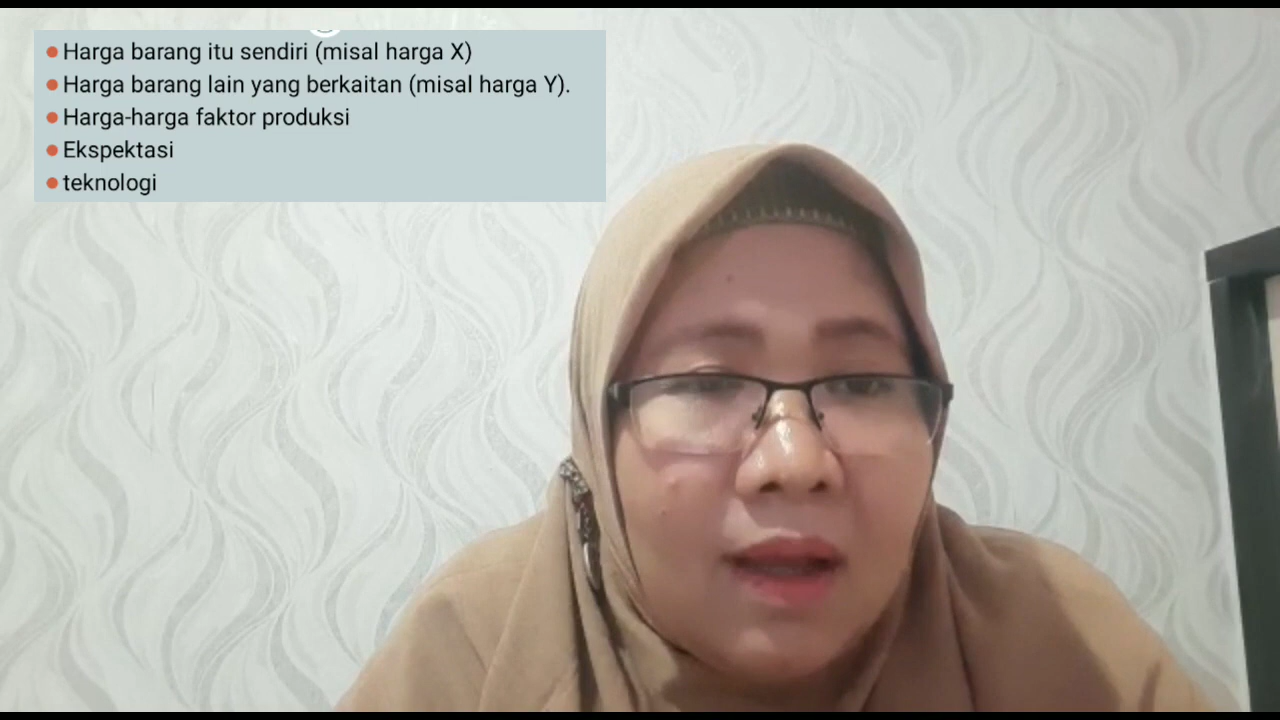 Harga barang itu sendiri (misal harga X)
Harga barang lain yang berkaitan (misal harga Y).
Harga-harga faktor produksi
Ekspektasi
teknologi